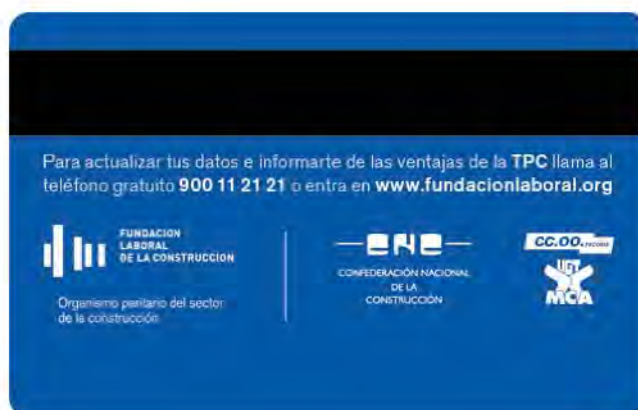 Para actualizar tus datos e informarte de las ventajas de la TPC llama al
teléfono gratuito 900 11 21 21 o entra en www.fundacionlaboral.org
FUNDACION
LABORAL
DE LA CONSTRUCCION
Organismo paritario del sector
de la construcción
CNC
CONFEDERACIÓN NACIONAL
DE LA
CONSTRUCCIÓN
CC.OO. fecoma
UGT
MCA